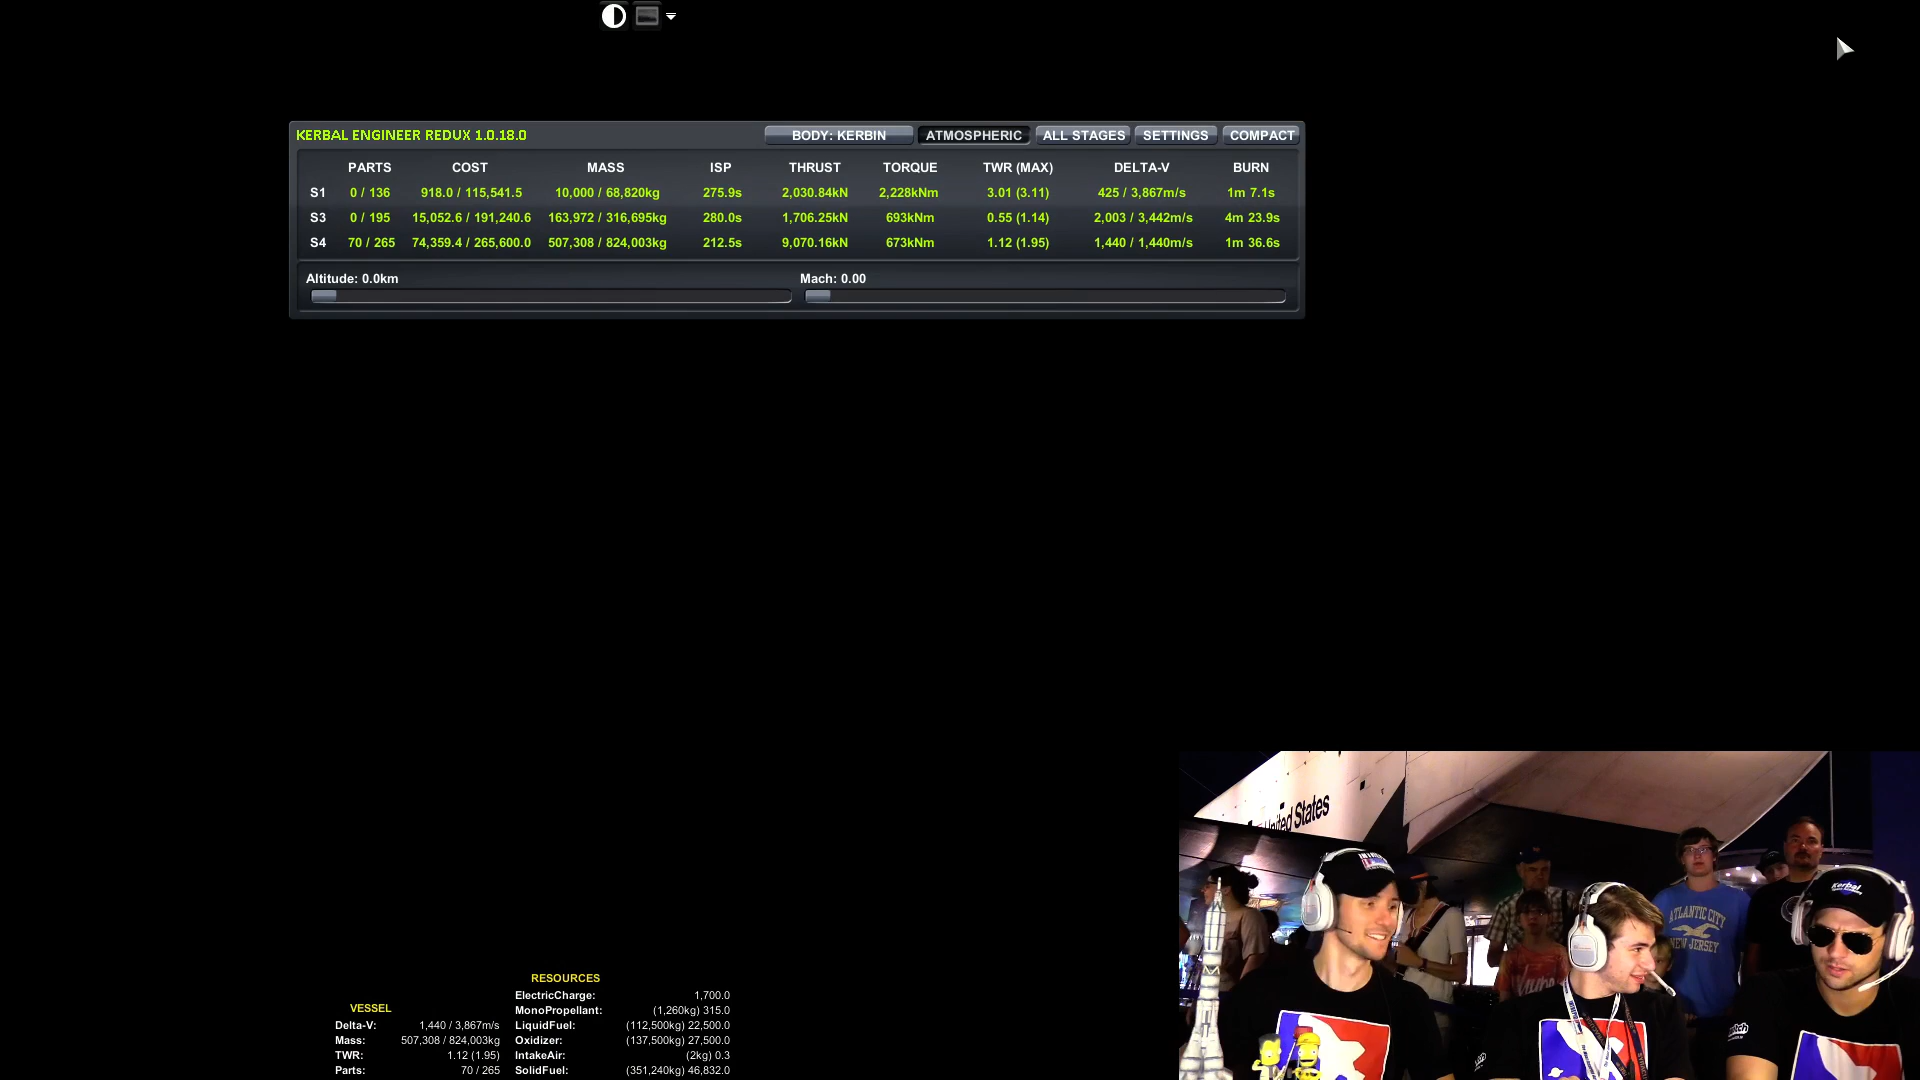 KERBAL ENGINEER REDUX 1.0.18.0 BODY: KERBIN ATMOSPHERIC ALL STAGES SETTINGS COMPACT
PARTS COST MASS ISP THRUST TORQUE TWR (MAX) DELTA-V BURN
S1 0 / 136 918.0 / 115,541.5 10,000 / 68,820kg 275.9s 2,030.84kN 2,228kNm 3.01 (3.11) 425 / 3,867m/s 1m 7.1s
S3 0 / 195 15,052.6 / 191,240.6 163,972 / 316,695kg 280.0s 1,706.25kN 693kNm 0.55 (1.14) 2,003 / 3,442m/s 4m 23.9s
S4 70 / 265 74,359.4 / 265,600.0 507,308 / 824,003kg 212.5s 9,070.16kN 673kNm 1.12 (1.95) 1,440 / 1,440m/s 1m 36.6s
Altitude: 0.0km Mach: 0.00
United States
Kerbal
ATLANTIC CITY
NEW JERSEY
VESSEL
Delta-V: 1,440 / 3,867m/s
Mass: 507,308 / 824,003kg
TWR: 1.12 (1.95)
Parts: 70 / 265
RESOURCES
ElectricCharge: 1,700.0
MonoPropellant: (1,260kg) 315.0
LiquidFuel: (112,500kg) 22,500.0
Oxidizer: (137,500kg) 27,500.0
IntakeAir: (2kg) 0.3
SolidFuel: (351,240kg) 46,832.0